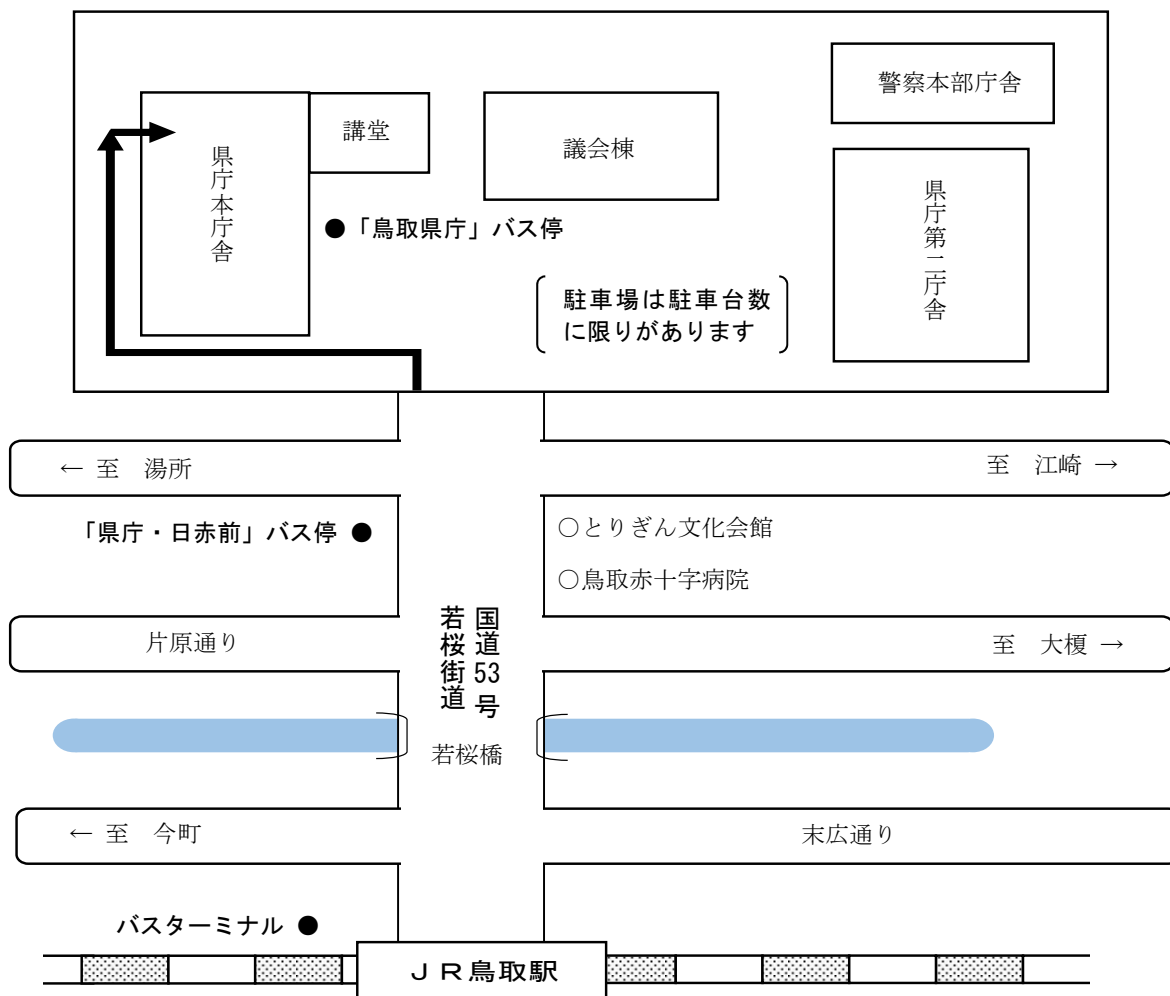 警察本部庁舎
講堂
議会棟
県庁本庁舎
県庁第二庁舎
●「鳥取県庁」バス停
駐車場は駐車台数
に限りがあります
← 至 湯所
至 江崎 →
「県庁・日赤前」バス停 ●
○とりぎん文化会館
○鳥取赤十字病院
国道53号
若桜街道
片原通り
至 大榎 →
若桜橋
← 至 今町
末広通り
バスターミナル ●
JR鳥取駅